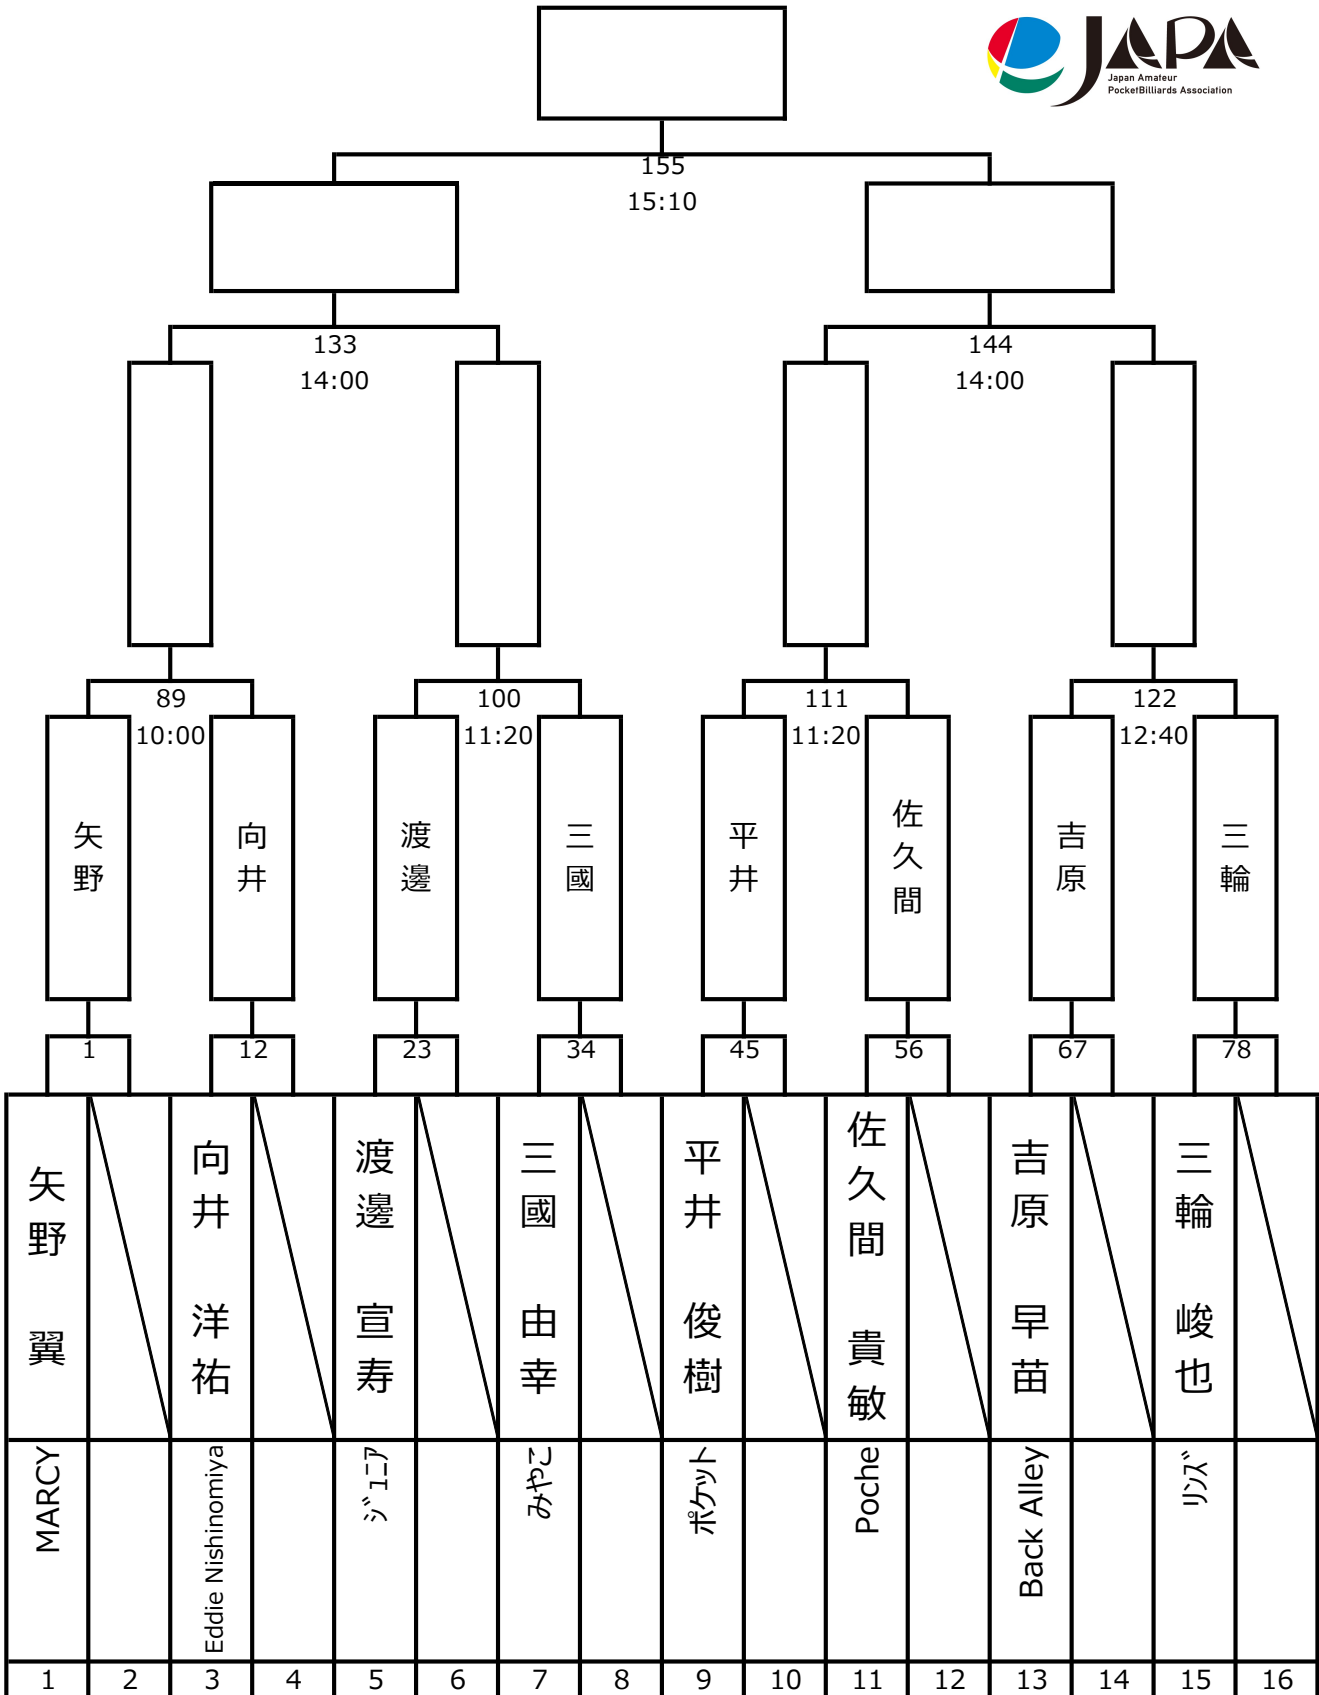 JAPA
Japan Amateur
PocketBilliards Association
155
15:10
133
14:00
144
14:00
89
10:00
100
11:20
111
11:20
122
12:40
矢野
向井
渡邊
三國
平井
佐久間
吉原
三輪
1
12
23
34
45
56
67
78
矢野 翼
向井 洋祐
渡邊 宣寿
三國 由幸
平井 俊樹
佐久間 貴敏
吉原 早苗
三輪 峻也
MARCY
Eddie Nishinomiya
ｼﾞｭﾆｱ
みやこ
ポケット
Poche
Back Alley
ﾘﾝｽﾞ
1 2 3 4 5 6 7 8 9 10 11 12 13 14 15 16